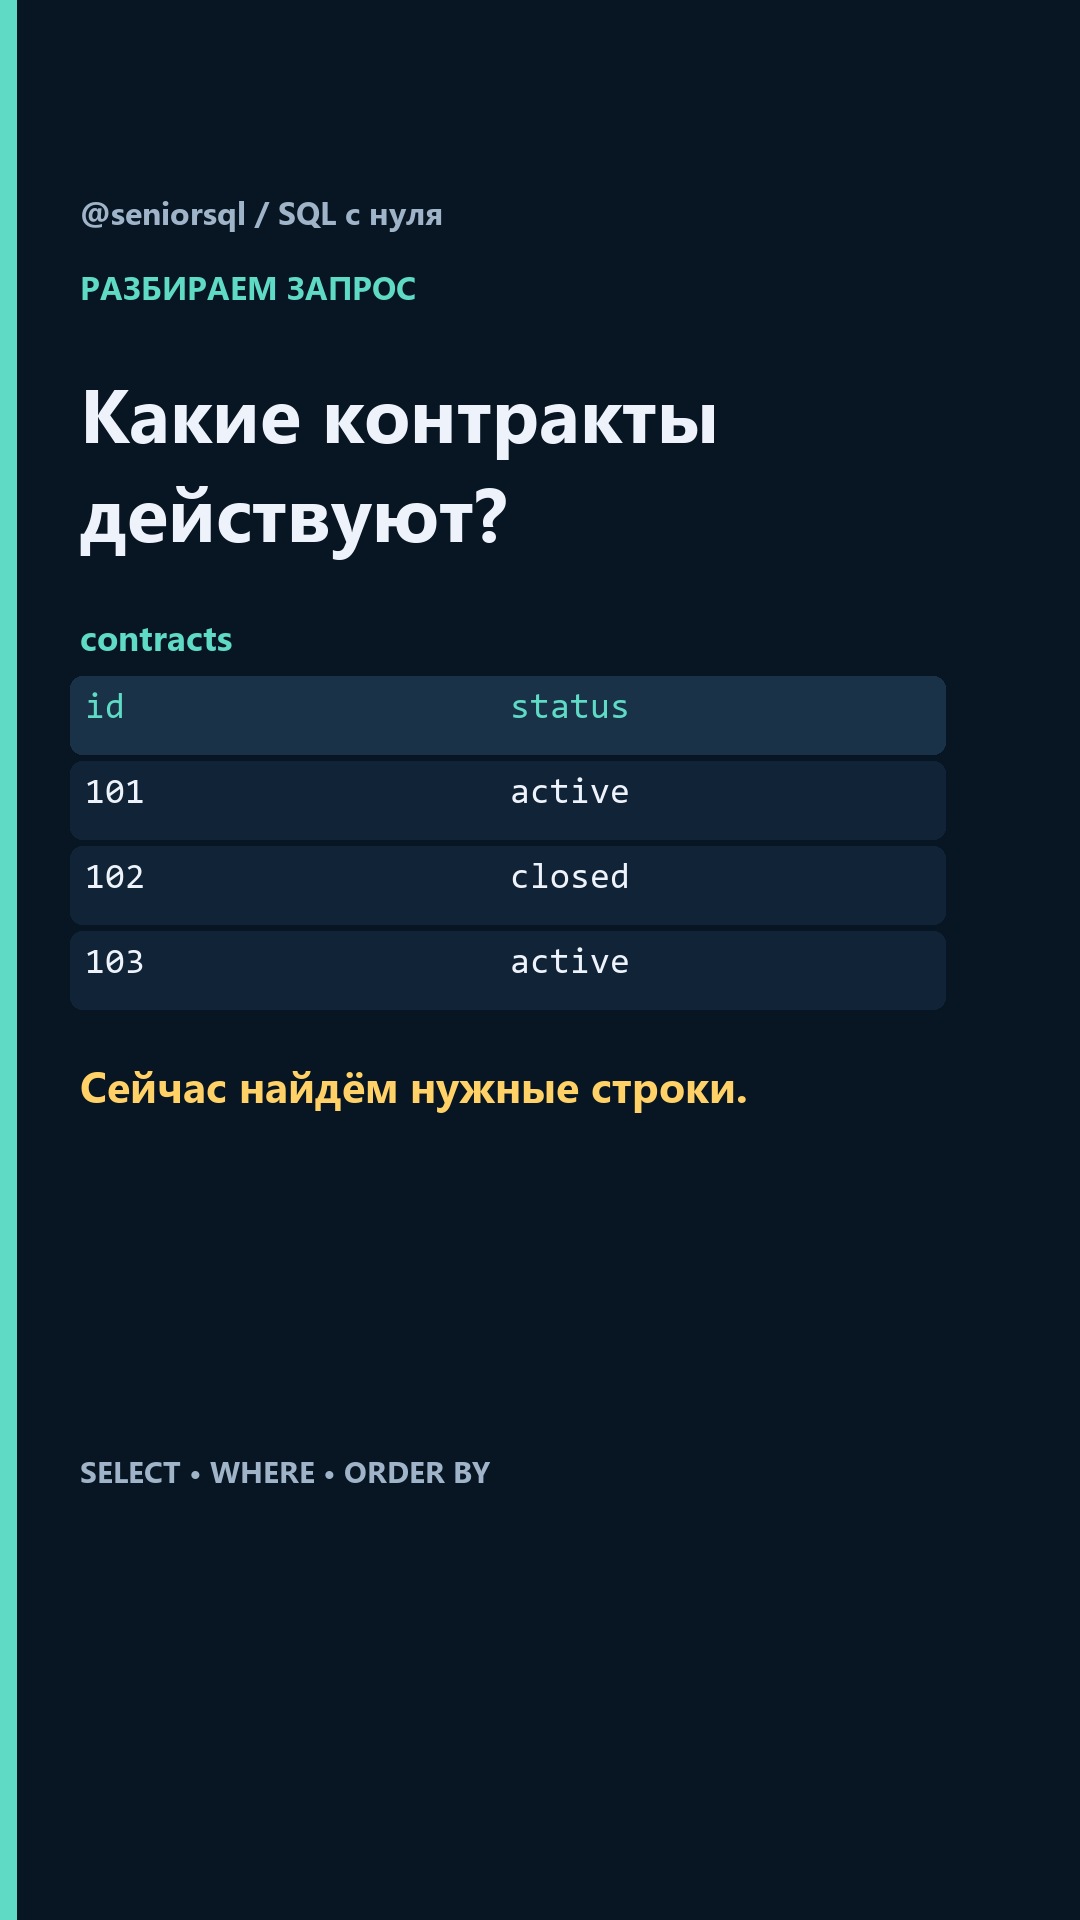 @seniorsql / SQL с нуля
РАЗБИРАЕМ ЗАПРОС
Какие контракты
действуют?
contracts
id status
101 active
102 closed
103 active
Сейчас найдём нужные строки.
SELECT • WHERE • ORDER BY